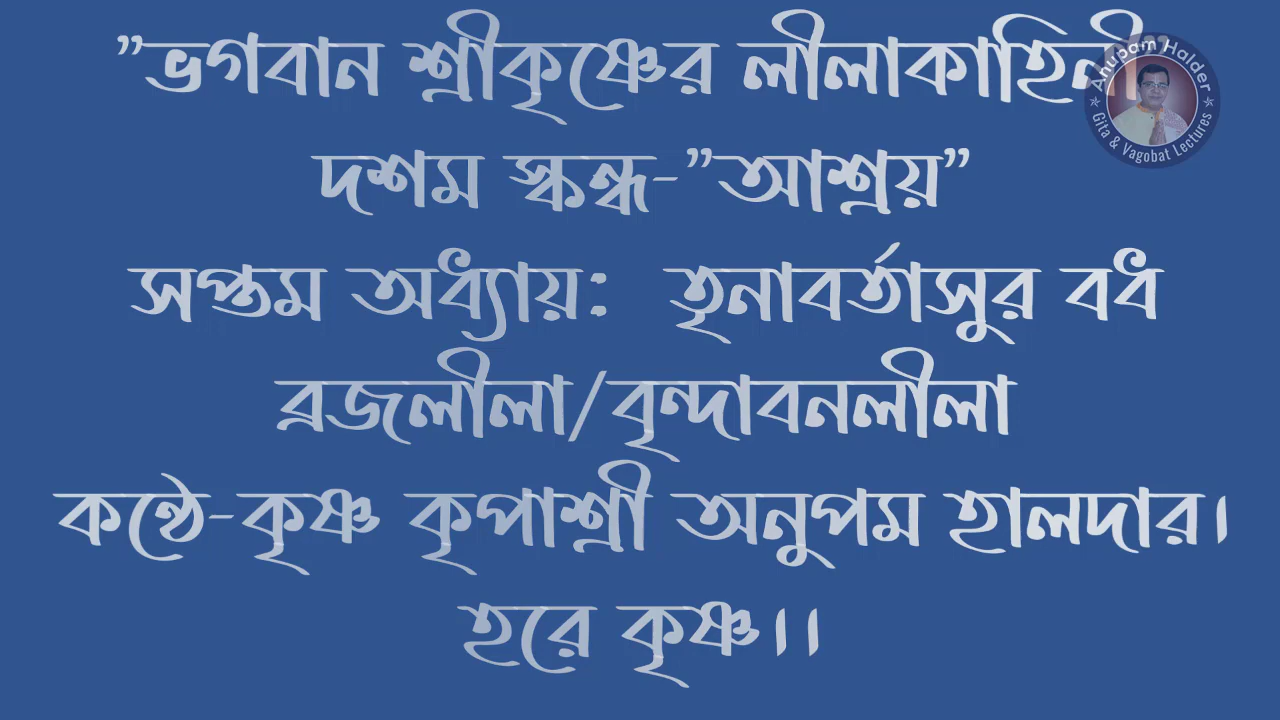 ”ভগবান শ্রীকৃষ্ণের লীলাকাহিনী”
দশম স্কন্ধ-”আশ্রয়”
সপ্তম অধ্যায়ঃ তৃনাবর্তাসুর বধ
ব্রজলীলা/বৃন্দাবনলীলা
কন্ঠে-কৃষ্ণ কৃপাশ্রী অনুপম হালদার।
হরে কৃষ্ণ।।
Anupam Halder
Gita & Vagobat Lectures